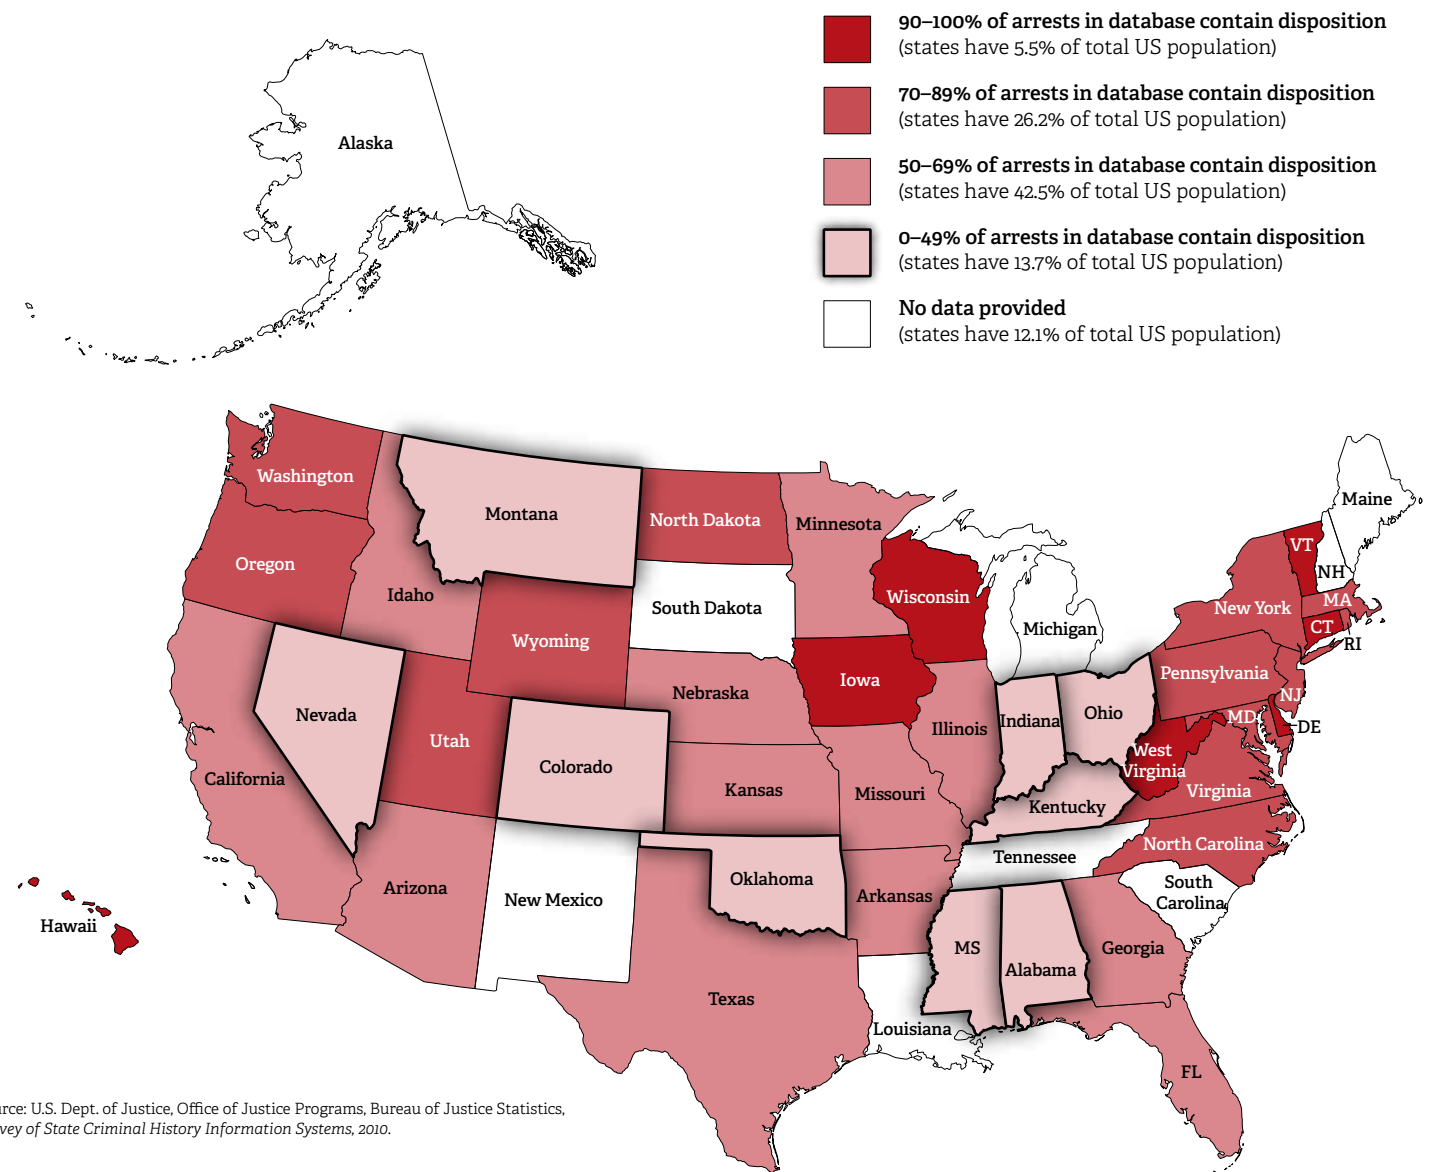 90–100% of arrests in database contain disposition
(states have 5.5% of total US population)
70–89% of arrests in database contain disposition
(states have 26.2% of total US population)
50–69% of arrests in database contain disposition
(states have 42.5% of total US population)
0–49% of arrests in database contain disposition
(states have 13.7% of total US population)
No data provided
(states have 12.1% of total US population)
Alaska
Washington
Montana
North Dakota
Minnesota
Maine
VT
NH
Oregon
Idaho
Wisconsin
New York
MA
South Dakota
Michigan
CT
RI
Wyoming
Iowa
Pennsylvania
Nebraska
NJ
Nevada
Utah
Illinois
Indiana
Ohio
MD
DE
Colorado
West
Virginia
California
Kansas
Missouri
Kentucky
Virginia
North Carolina
Tennessee
Arizona
Oklahoma
South
Carolina
New Mexico
Arkansas
Hawaii
MS
Alabama
Georgia
Texas
Louisiana
FL
rce: U.S. Dept. of Justice, Office of Justice Programs, Bureau of Justice Statistics,
vey of State Criminal History Information Systems, 2010.